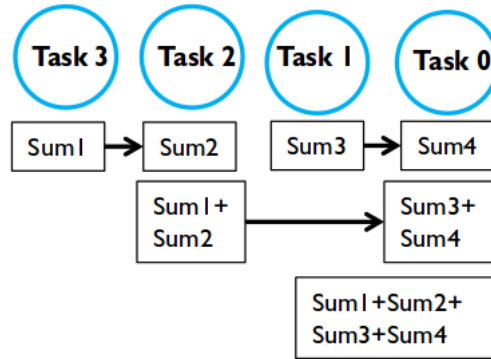 Task 3 Task 2 Task 1 Task 0
Sum1 Sum2 Sum3 Sum4
Sum1+ Sum3+
Sum2 Sum4
Sum1+Sum2+
Sum3+Sum4